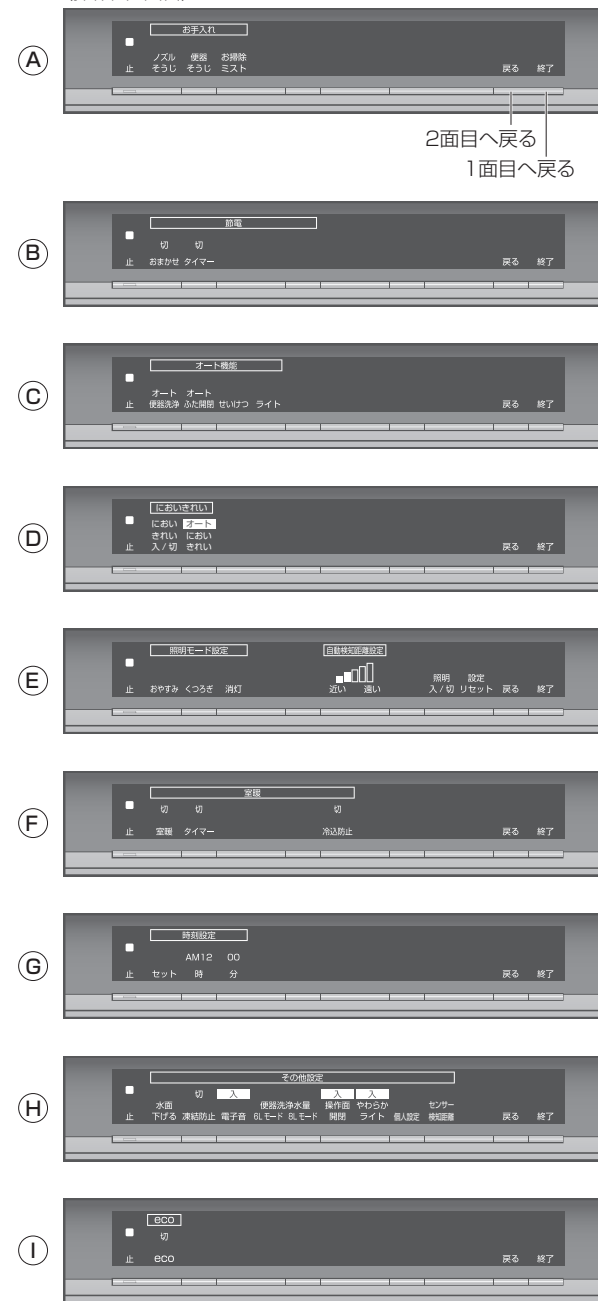 A
お手入れ
ノズル 便器 お掃除
止 そうじ そうじ ミスト 戻る 終了
2面目へ戻る
1面目へ戻る
B
節電
切 切
止 おまかせ タイマー 戻る 終了
C
オート機能
オート オート
止 便器洗浄 ふた開閉 せいけつ ライト 戻る 終了
D
においきれい
におい オート
きれい におい
止 入/切 きれい 戻る 終了
E
照明モード設定 自動検知距離設定
照明 設定
止 おやすみ くつろぎ 消灯 近い 遠い 入/切 リセット 戻る 終了
F
室暖
切 切 切
止 室暖 タイマー 冷込防止 戻る 終了
G
時刻設定
AM12 00
止 セット 時 分 戻る 終了
H
その他設定
切 入 入 入
水面 便器洗浄水量 操作面 やわらか センサー
止 下げる 凍結防止 電子音 6Lモード 8Lモード 開閉 ライト 個人設定 検知距離 戻る 終了
I
eco
切
止 eco 戻る 終了